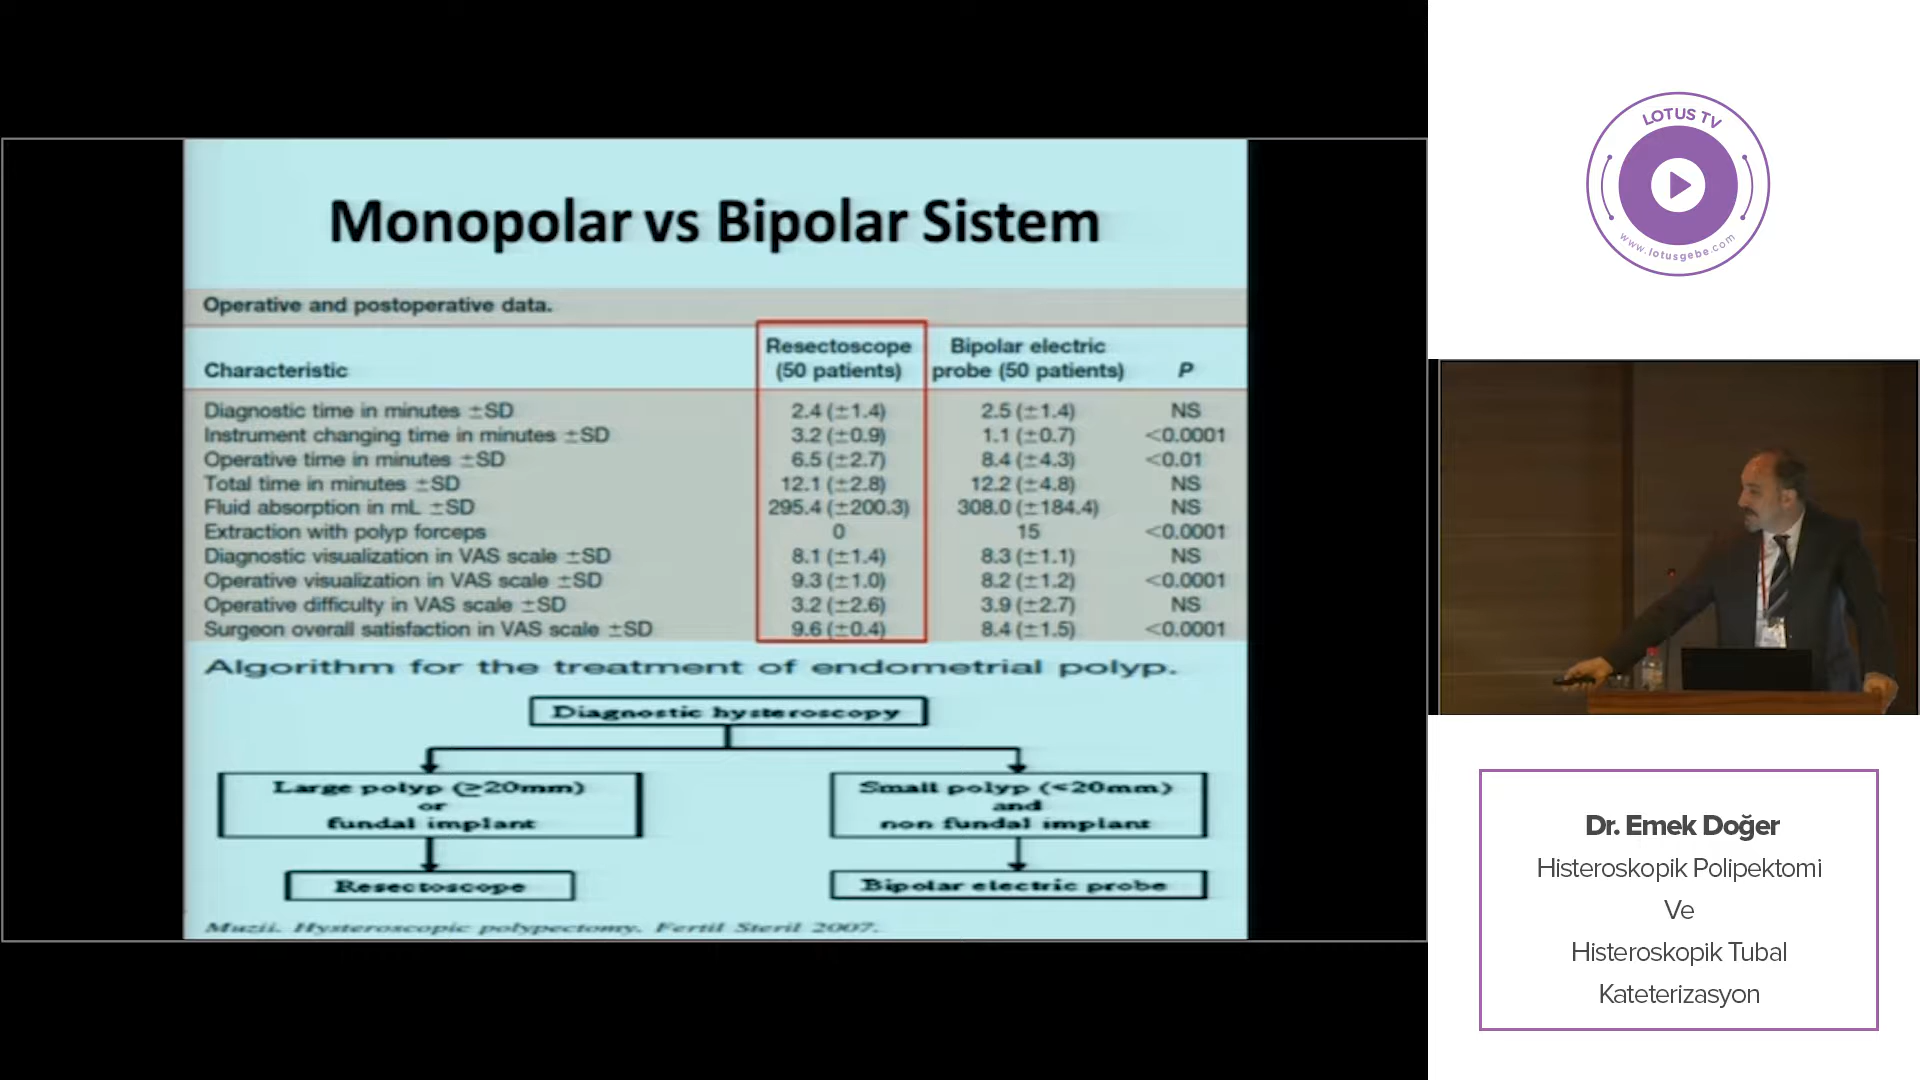 Monopolar vs Bipolar Sistem
Operative and postoperative data.
Characteristic Resectoscope (50 patients) Bipolar electric probe (50 patients) P
Diagnostic time in minutes ±SD 2.4 (±1.4) 2.5 (±1.4) NS
Instrument changing time in minutes ±SD 3.2 (±0.9) 1.1 (±0.7) <0.0001
Operative time in minutes ±SD 6.5 (±2.7) 8.4 (±4.3) <0.01
Total time in minutes ±SD 12.1 (±2.8) 12.2 (±4.8) NS
Fluid absorption in mL ±SD 295.4 (±200.3) 308.0 (±184.4) NS
Extraction with polyp forceps 0 15 <0.0001
Diagnostic visualization in VAS scale ±SD 8.1 (±1.4) 8.3 (±1.1) NS
Operative visualization in VAS scale ±SD 9.3 (±1.0) 8.2 (±1.2) <0.0001
Operative difficulty in VAS scale ±SD 3.2 (±2.6) 3.9 (±2.7) NS
Surgeon overall satisfaction in VAS scale ±SD 9.6 (±0.4) 8.4 (±1.5) <0.0001
Algorithm for the treatment of endometrial polyp.
Diagnostic hysteroscopy
Large polyp (≥20mm)
or
fundal implant
Small polyp (<20mm)
and
non fundal implant
Resectoscope
Bipolar electric probe
Muzii. Hysteroscopic polypectomy. Fertil Steril 2007.
LOTUS TV
www.lotusgebe.com
Dr. Emek Doğer
Histeroskopik Polipektomi
Ve
Histeroskopik Tubal
Kateterizasyon